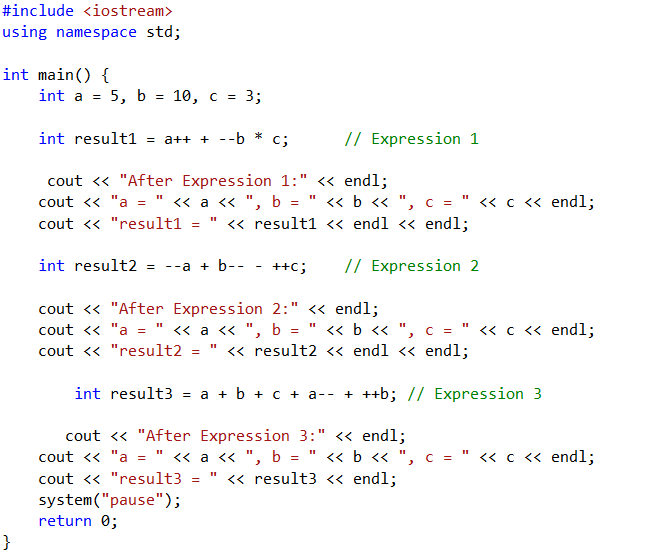 #include <iostream>
using namespace std;
int main() {
int a = 5, b = 10, c = 3;
int result1 = a++ + --b * c; // Expression 1
cout << "After Expression 1:" << endl;
cout << "a = " << a << ", b = " << b << ", c = " << c << endl;
cout << "result1 = " << result1 << endl << endl;
int result2 = --a + b-- - ++c; // Expression 2
cout << "After Expression 2:" << endl;
cout << "a = " << a << ", b = " << b << ", c = " << c << endl;
cout << "result2 = " << result2 << endl << endl;
int result3 = a + b + c + a-- + ++b; // Expression 3
cout << "After Expression 3:" << endl;
cout << "a = " << a << ", b = " << b << ", c = " << c << endl;
cout << "result3 = " << result3 << endl;
system("pause");
return 0;
}